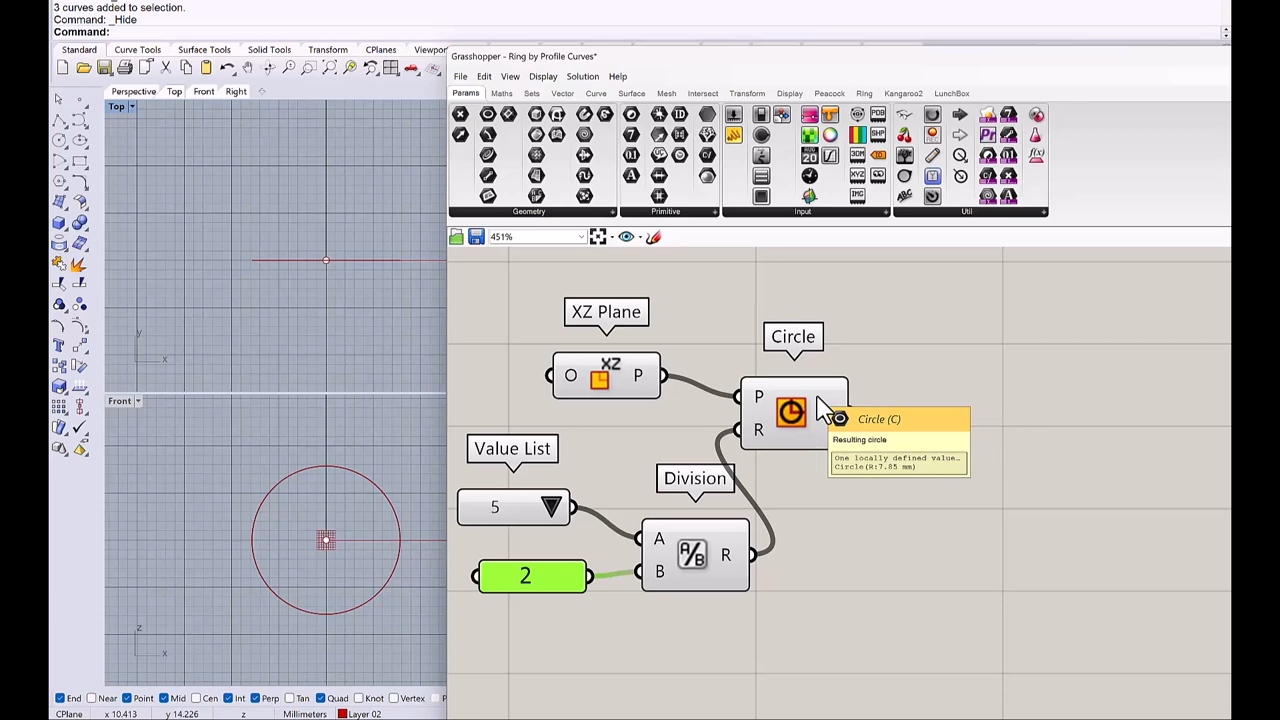 3 curves added to selection.
Command: _Hide
Command:
Standard Curve Tools Surface Tools Solid Tools Transform CPlanes Viewpor
Grasshopper - Ring by Profile Curves*
File Edit View Display Solution Help
Perspective Top Front Right
Params Maths Sets Vector Curve Surface Mesh Intersect Transform Display Peacock Ring Kangaroo2 LunchBox
Top
Geometry Primitive Input Util
451%
XZ Plane
Circle
O XZ P
P
R
Circle (C)
Resulting circle
One locally defined value...
Circle(R:7.85 mm)
Front
Value List
Division
5
A
B
A/B
R
2
y
x
z
x
End Near Point Mid Cen Int Perp Tan Quad Knot Vertex P
CPlane x 10.413 y 14.226 z Millimeters Layer 02